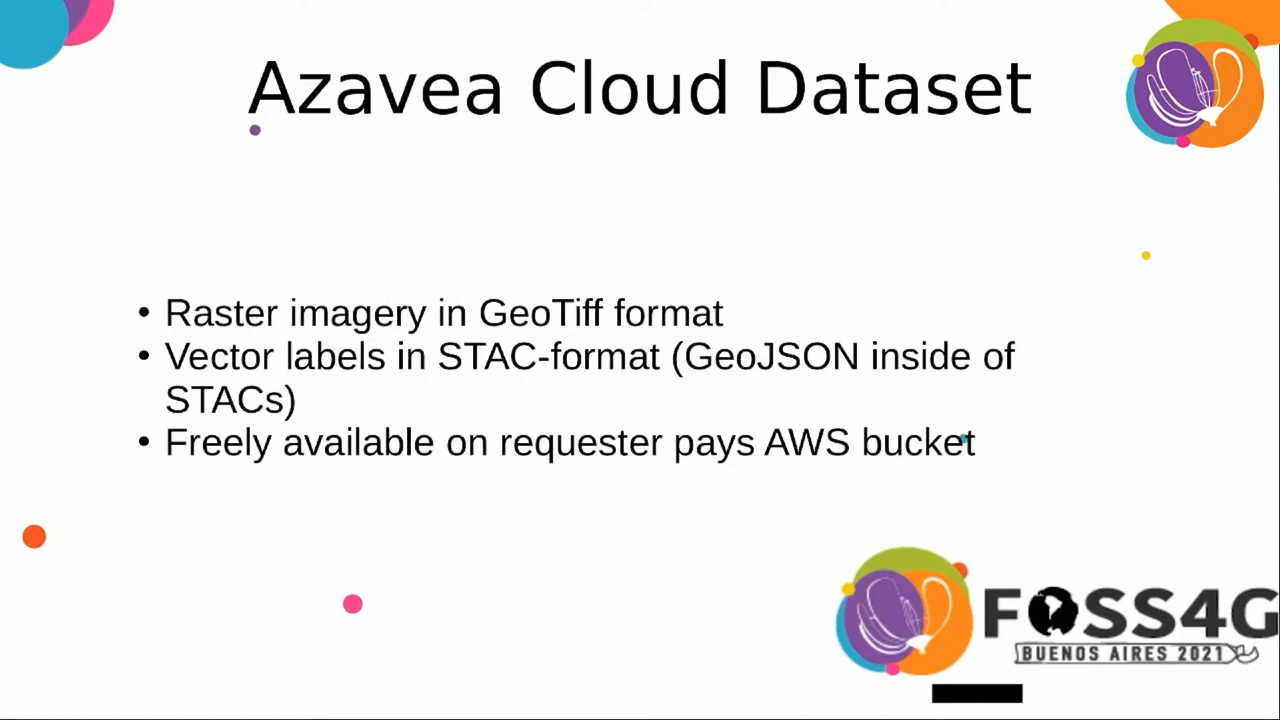 Azavea Cloud Dataset
• Raster imagery in GeoTiff format
• Vector labels in STAC-format (GeoJSON inside of
STACs)
• Freely available on requester pays AWS bucket
FOSS4G
BUENOS AIRES 2021